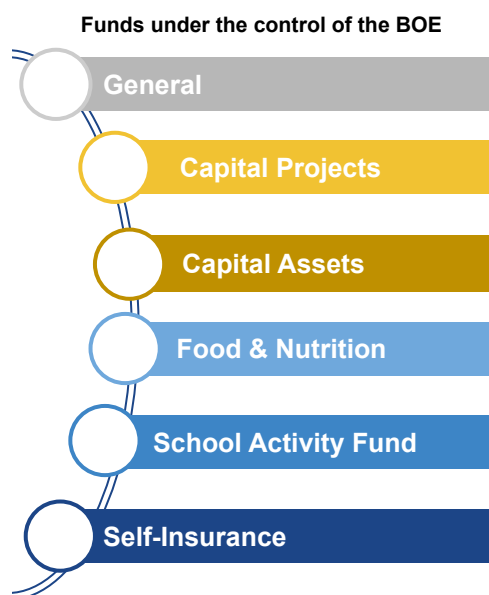 Funds under the control of the BOE
General
Capital Projects
Capital Assets
Food & Nutrition
School Activity Fund
Self-Insurance